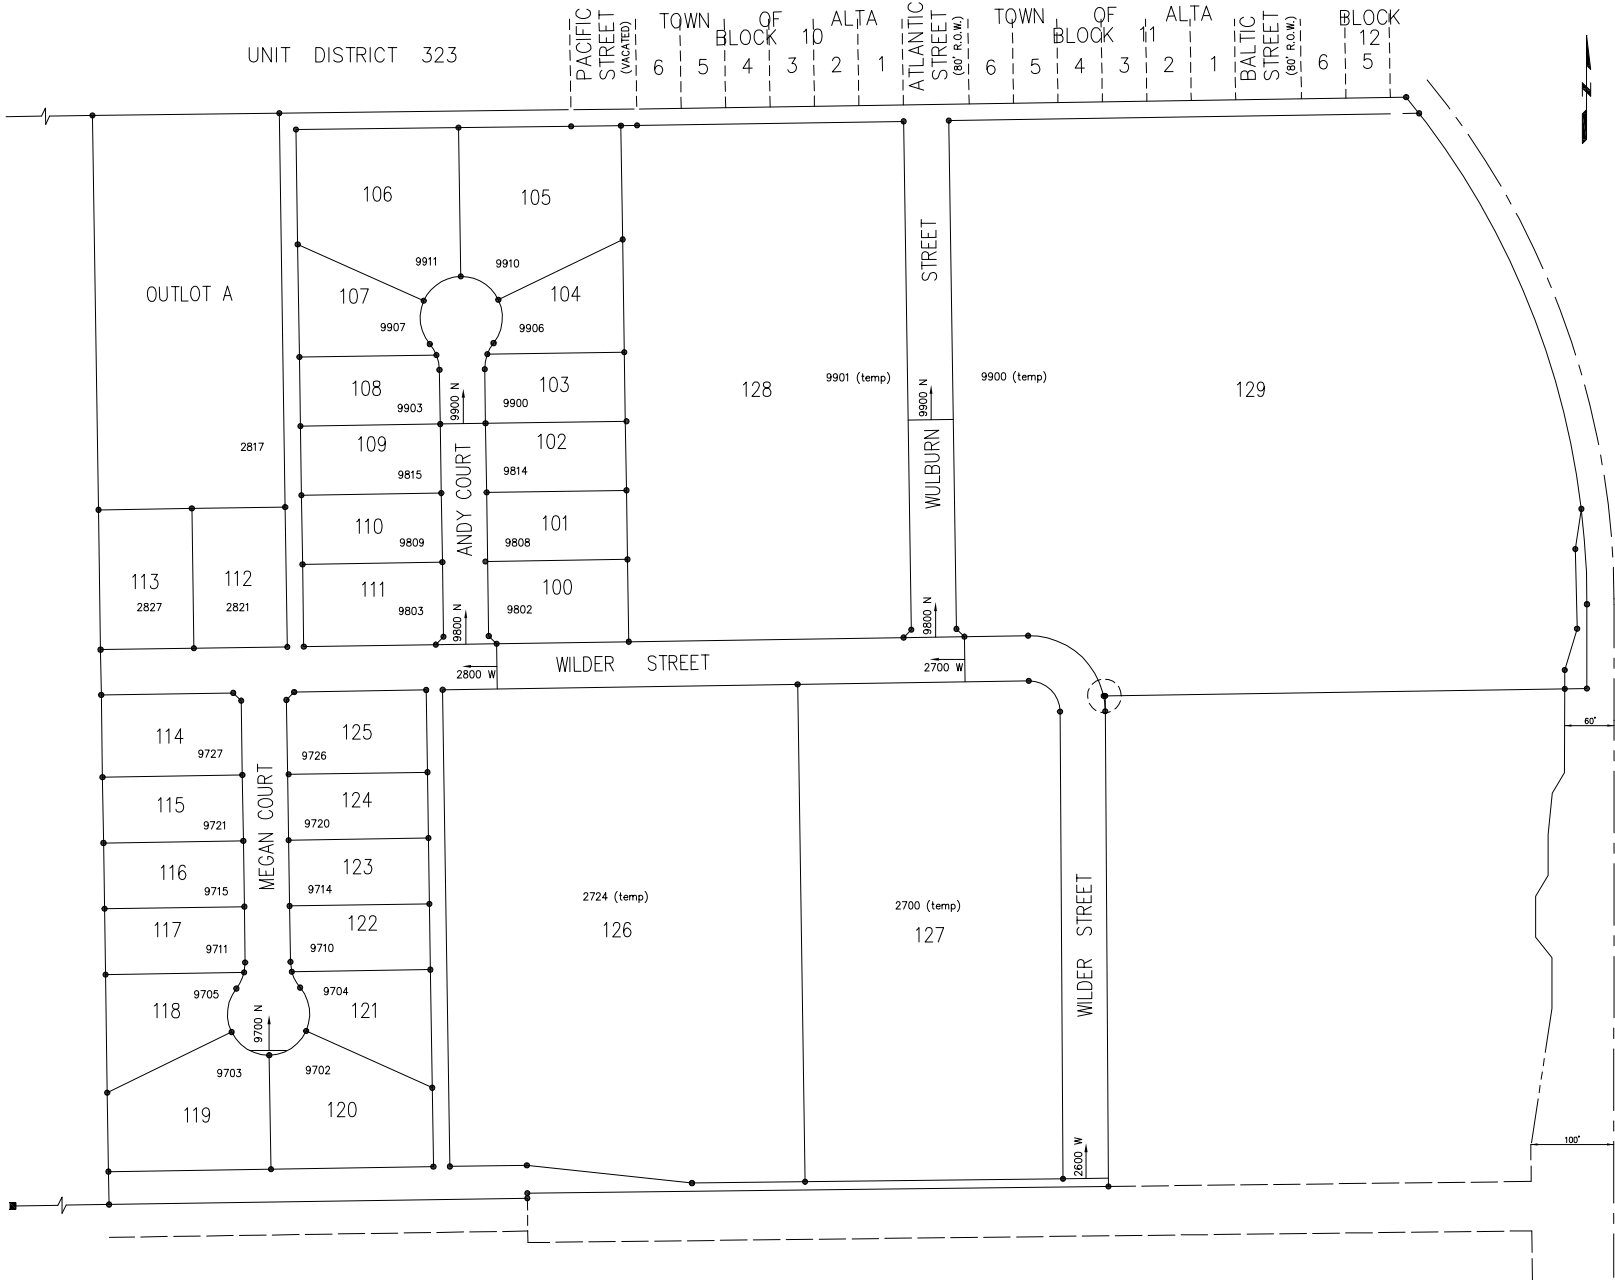 UNIT DISTRICT 323
PACIFIC
STREET
(VACATED)
TOWN OF ALTA
BLOCK 10
6 5 4 3 2 1
ATLANTIC
STREET
(80' R.O.W.)
TOWN OF ALTA
BLOCK 11
6 5 4 3 2 1
BALTIC
STREET
(80' R.O.W.)
BLOCK
12
6 5
106
105
9911
9910
OUTLOT A
107
104
9907
9906
STREET
108
103
9903
9900
9900 N
128
9901 (temp)
9900 N
9900 (temp)
129
109
102
2817
9815
9814
ANDY COURT
WULBURN
110
101
9809
9808
113
112
2827
2821
111
100
9803
9802
9800 N
9800 N
WILDER STREET
2800 W
2700 W
114
125
9727
9726
60'
115
124
9721
9720
MEGAN COURT
116
123
9715
9714
2724 (temp)
126
2700 (temp)
127
WILDER STREET
117
122
9711
9710
9705
9704
118
121
9700 N
9703
9702
119
120
2600 W
100'